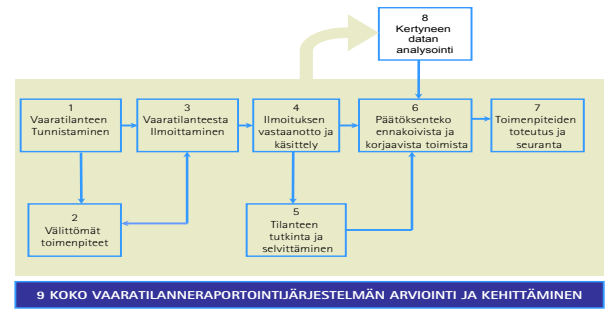 8
Kertyneen
datan
analysointi
1
Vaaratilanteen
Tunnistaminen
3
Vaaratilanteesta
Ilmoittaminen
4
Ilmoituksen
vastaanotto ja
käsittely
6
Päätöksenteko
ennakoivista ja
korjaavista toimista
7
Toimenpiteiden
toteutus ja
seuranta
2
Välittömät
toimenpiteet
5
Tilanteen
tutkinta ja
selvittäminen
9 KOKO VAARATILANNERAPORTOINTIJÄRJESTELMÄN ARVIOINTI JA KEHITTÄMINEN